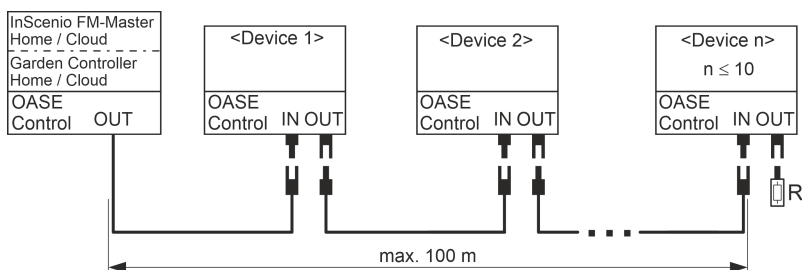 InScenio FM-Master
Home / Cloud
Garden Controller
Home / Cloud
OASE
Control OUT
<Device 1>
OASE
Control IN OUT
<Device 2>
OASE
Control IN OUT
<Device n>
n ≤ 10
OASE
Control IN OUT
R
max. 100 m